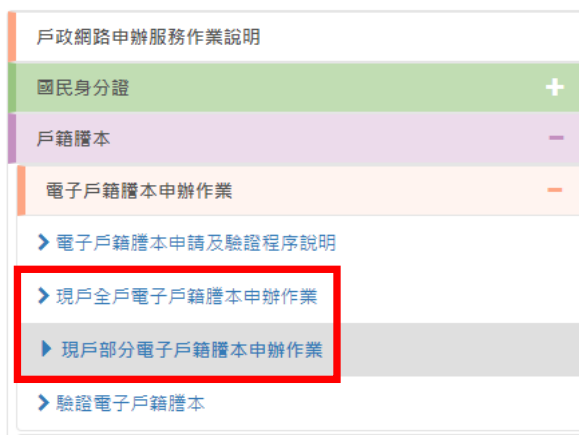 戶政網路申辦服務作業說明
國民身分證
戶籍謄本
電子戶籍謄本申辦作業
電子戶籍謄本申請及驗證程序說明
現戶全戶電子戶籍謄本申辦作業
現戶部分電子戶籍謄本申辦作業
驗證電子戶籍謄本